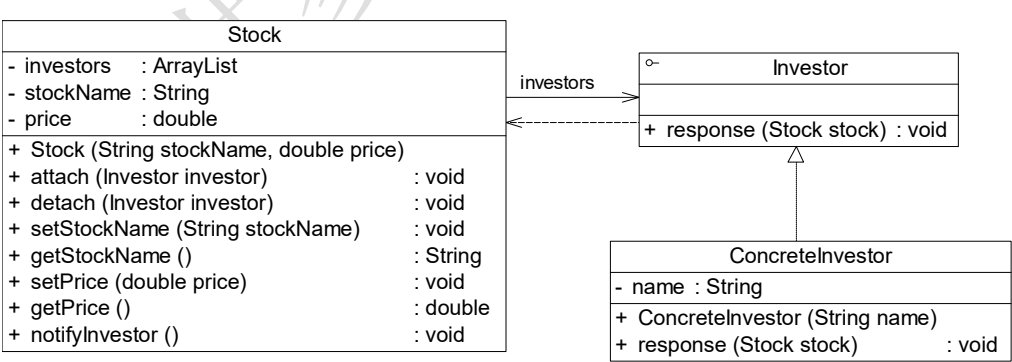 Stock
- investors : ArrayList
- stockName : String
- price : double
+ Stock (String stockName, double price)
+ attach (Investor investor) : void
+ detach (Investor investor) : void
+ setStockName (String stockName) : void
+ getStockName () : String
+ setPrice (double price) : void
+ getPrice () : double
+ notifyInvestor () : void
investors
Investor
+ response (Stock stock) : void
ConcreteInvestor
- name : String
+ ConcreteInvestor (String name)
+ response (Stock stock) : void